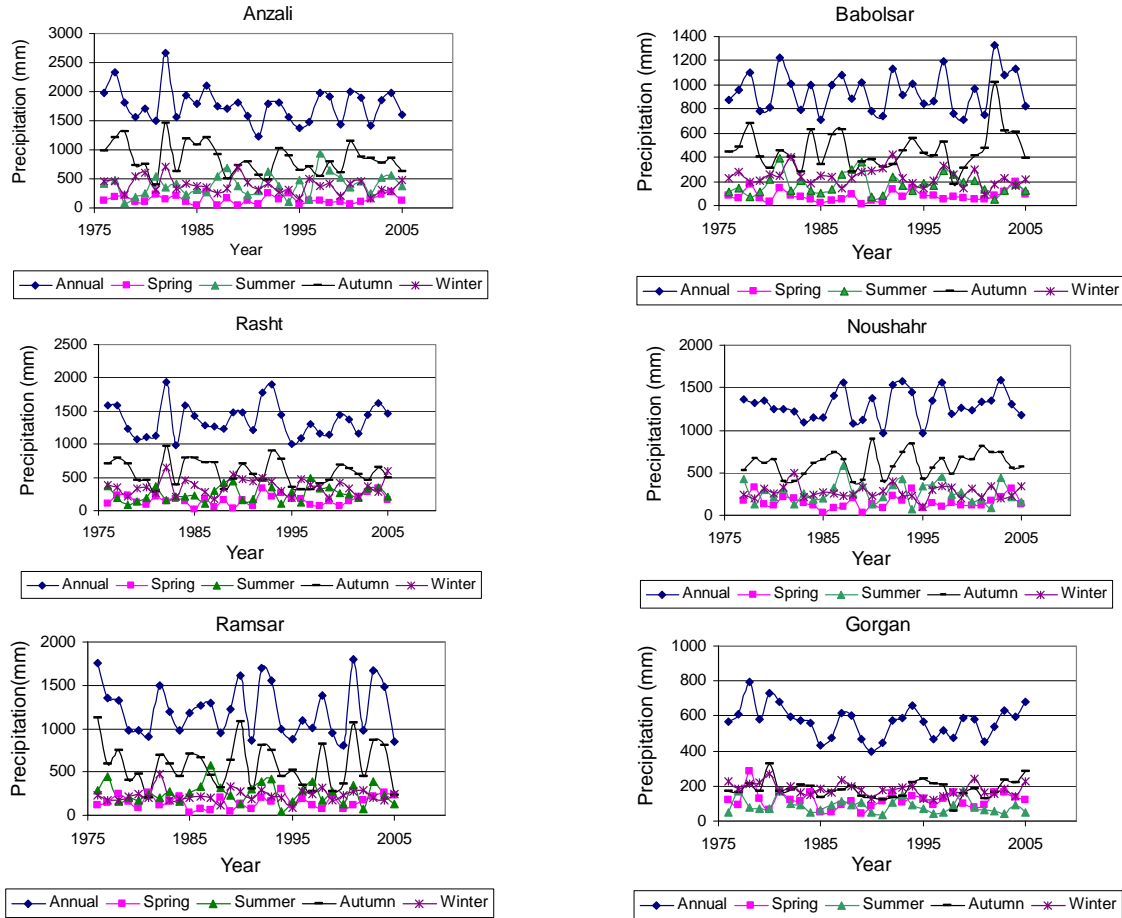 Anzali
Precipitation (mm)
3000
2500
2000
1500
1000
500
0
1975 1985 1995 2005
Year
Annual Spring Summer Autumn Winter
Babolsar
Precipitation (mm)
1400
1200
1000
800
600
400
200
0
1975 1985 1995 2005
Year
Annual Spring Summer Autumn Winter
Rasht
Precipitation (mm)
2500
2000
1500
1000
500
0
1975 1985 1995 2005
Year
Annual Spring Summer Autumn Winter
Noushahr
Precipitation (mm)
2000
1500
1000
500
0
1975 1985 1995 2005
Year
Annual Spring Summer Autumn Winter
Ramsar
Precipitation(mm)
2000
1500
1000
500
0
1975 1985 1995 2005
Year
Annual Spring Summer Autumn Winter
Gorgan
Precipitation (mm)
1000
800
600
400
200
0
1975 1985 1995 2005
Year
Annual Spring Summer Autumn Winter